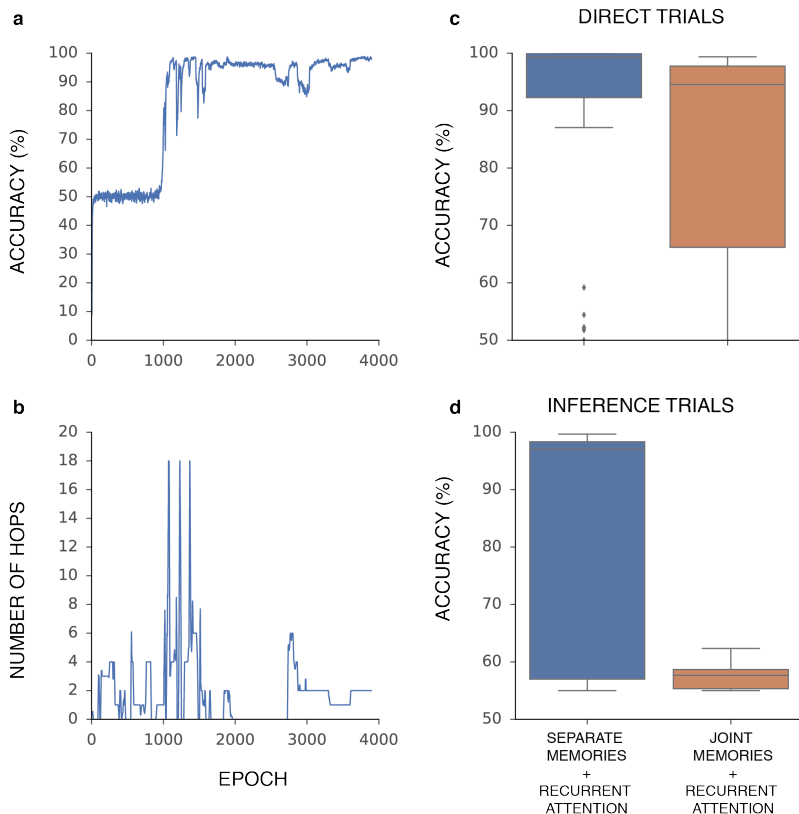 a
ACCURACY (%)
100
90
80
70
60
50
40
30
20
10
0
0 1000 2000 3000 4000
b
NUMBER OF HOPS
20
18
16
14
12
10
8
6
4
2
0
0 1000 2000 3000 4000
EPOCH
c
DIRECT TRIALS
ACCURACY (%)
100
90
80
70
60
50
d
INFERENCE TRIALS
ACCURACY (%)
100
90
80
70
60
50
SEPARATE
MEMORIES
+
RECURRENT
ATTENTION
JOINT
MEMORIES
+
RECURRENT
ATTENTION